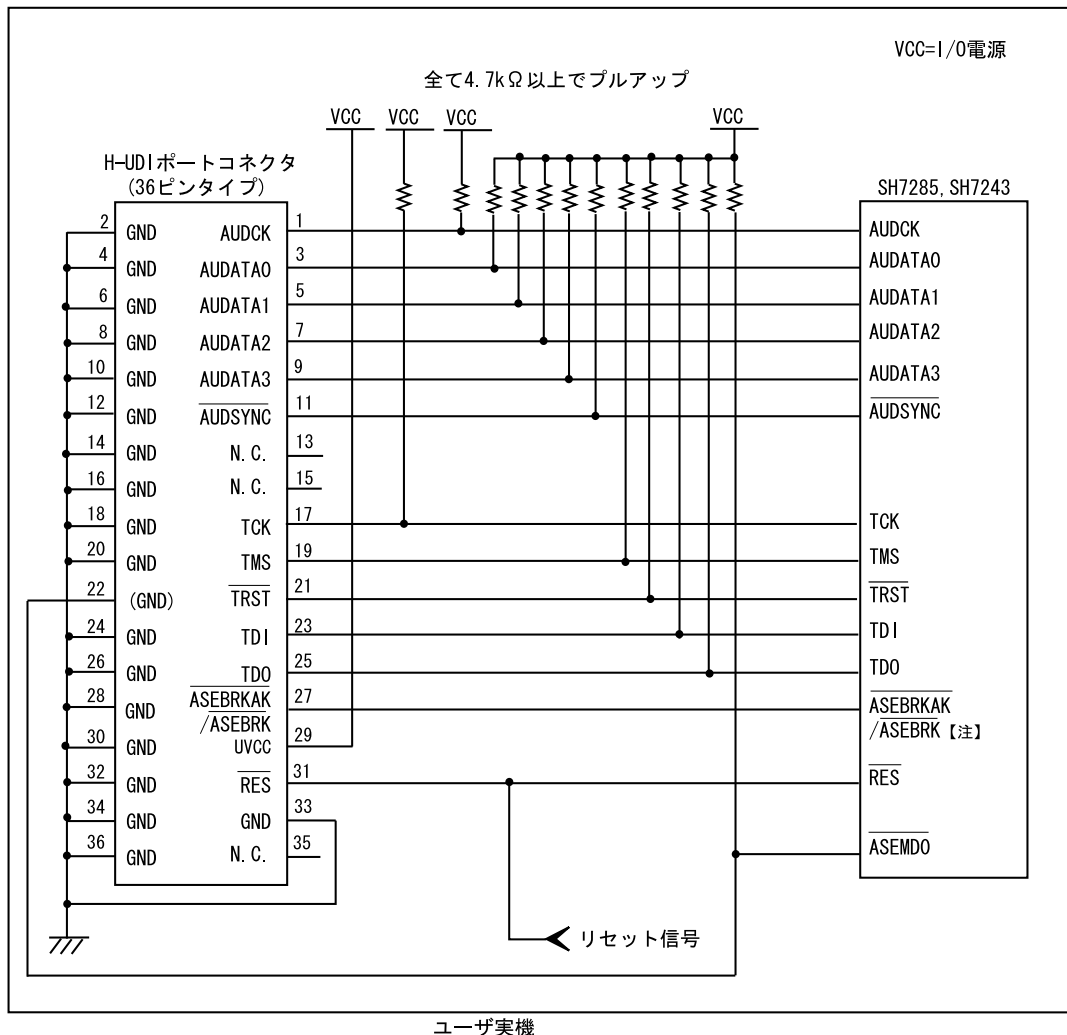 VCC=I/O電源
全て4.7kΩ以上でプルアップ
VCC VCC VCC VCC
H-UDIポートコネクタ
(36ピンタイプ)
SH7285, SH7243
2 GND AUDCK 1 AUDCK
4 GND AUDATA0 3 AUDATA0
6 GND AUDATA1 5 AUDATA1
8 GND AUDATA2 7 AUDATA2
10 GND AUDATA3 9 AUDATA3
12 GND AUDSYNC 11 AUDSYNC
14 GND N.C. 13
16 GND N.C. 15
18 GND TCK 17 TCK
20 GND TMS 19 TMS
22 (GND) TRST 21 TRST
24 GND TDI 23 TDI
26 GND TDO 25 TDO
28 GND ASEBRKAK 27 ASEBRKAK
/ASEBRK /ASEBRK【注】
30 GND UVCC 29
32 GND RES 31 RES
34 GND GND 33
36 GND N.C. 35 ASEMD0
リセット信号
ユーザ実機